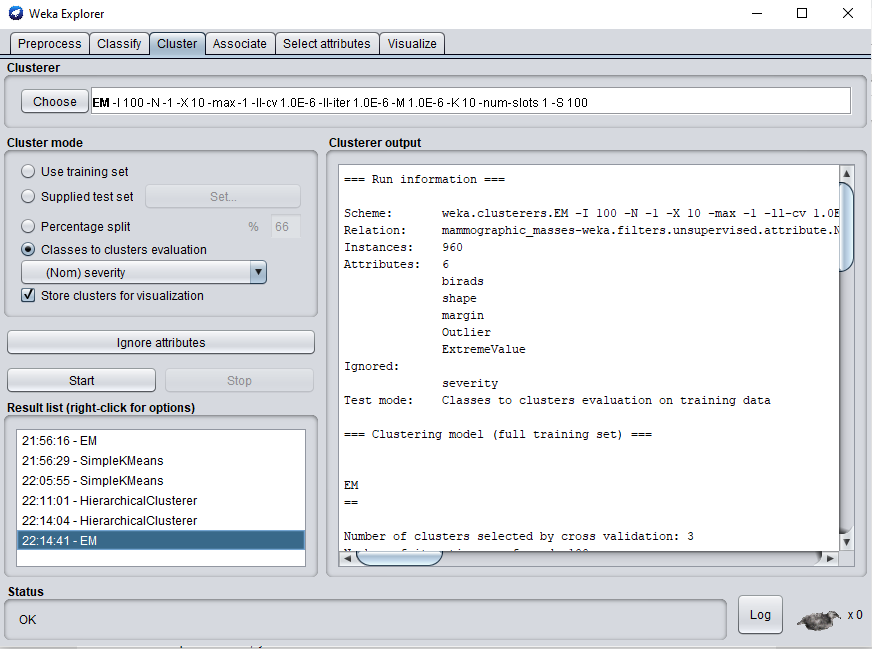 Weka Explorer
Preprocess Classify Cluster Associate Select attributes Visualize
Clusterer
Choose EM -I 100 -N -1 -X 10 -max -1 -ll-cv 1.0E-6 -ll-iter 1.0E-6 -M 1.0E-6 -K 10 -num-slots 1 -S 100
Cluster mode
Use training set
Supplied test set Set...
Percentage split % 66
Classes to clusters evaluation
(Nom) severity
Store clusters for visualization
Ignore attributes
Start Stop
Result list (right-click for options)
21:56:16 - EM
21:56:29 - SimpleKMeans
22:05:55 - SimpleKMeans
22:11:01 - HierarchicalClusterer
22:14:04 - HierarchicalClusterer
22:14:41 - EM
Clusterer output
=== Run information ===
Scheme: weka.clusterers.EM -I 100 -N -1 -X 10 -max -1 -ll-cv 1.0E
Relation: mammographic_masses-weka.filters.unsupervised.attribute.N
Instances: 960
Attributes: 6
birads
shape
margin
Outlier
ExtremeValue
Ignored:
severity
Test mode: Classes to clusters evaluation on training data
=== Clustering model (full training set) ===
EM
==
Number of clusters selected by cross validation: 3
Status
OK
Log x 0